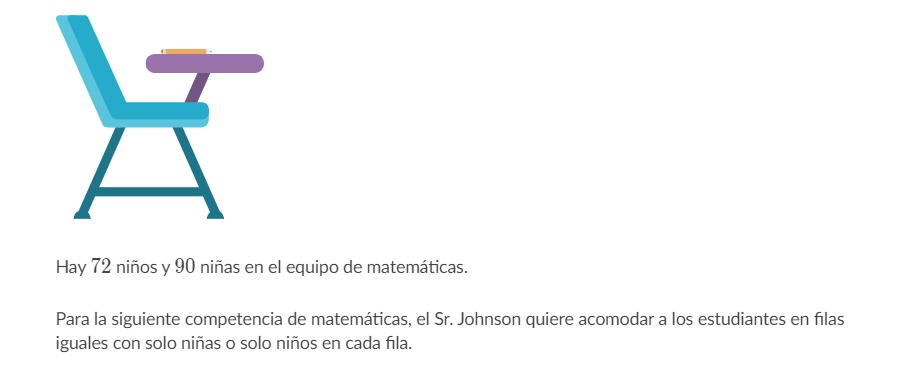 Hay 72 niños y 90 niñas en el equipo de matemáticas.
Para la siguiente competencia de matemáticas, el Sr. Johnson quiere acomodar a los estudiantes en filas
iguales con solo niñas o solo niños en cada fila.